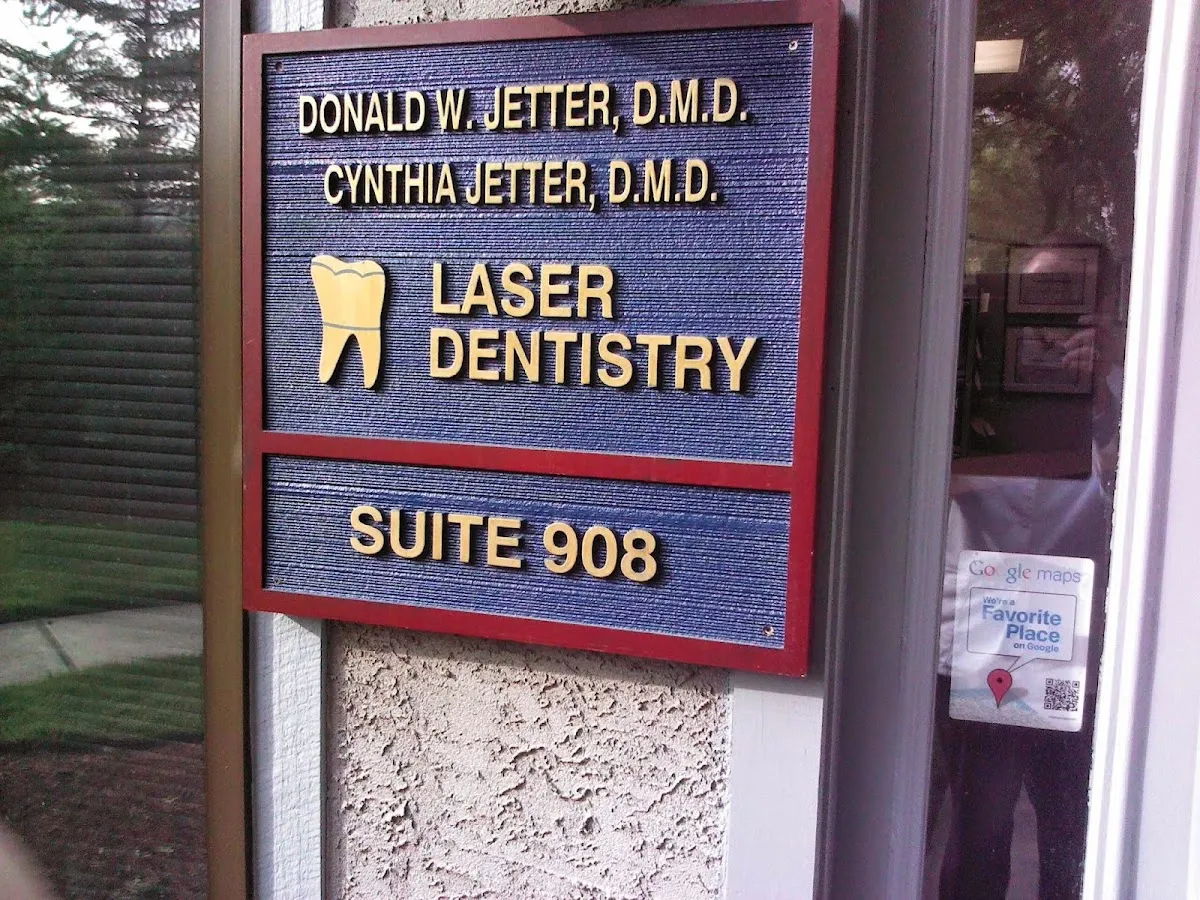 DONALD W. JETTER, D.M.D.
CYNTHIA JETTER, D.M.D.
LASER
DENTISTRY
SUITE 908
Google maps
We're a
Favorite
Place
on Google